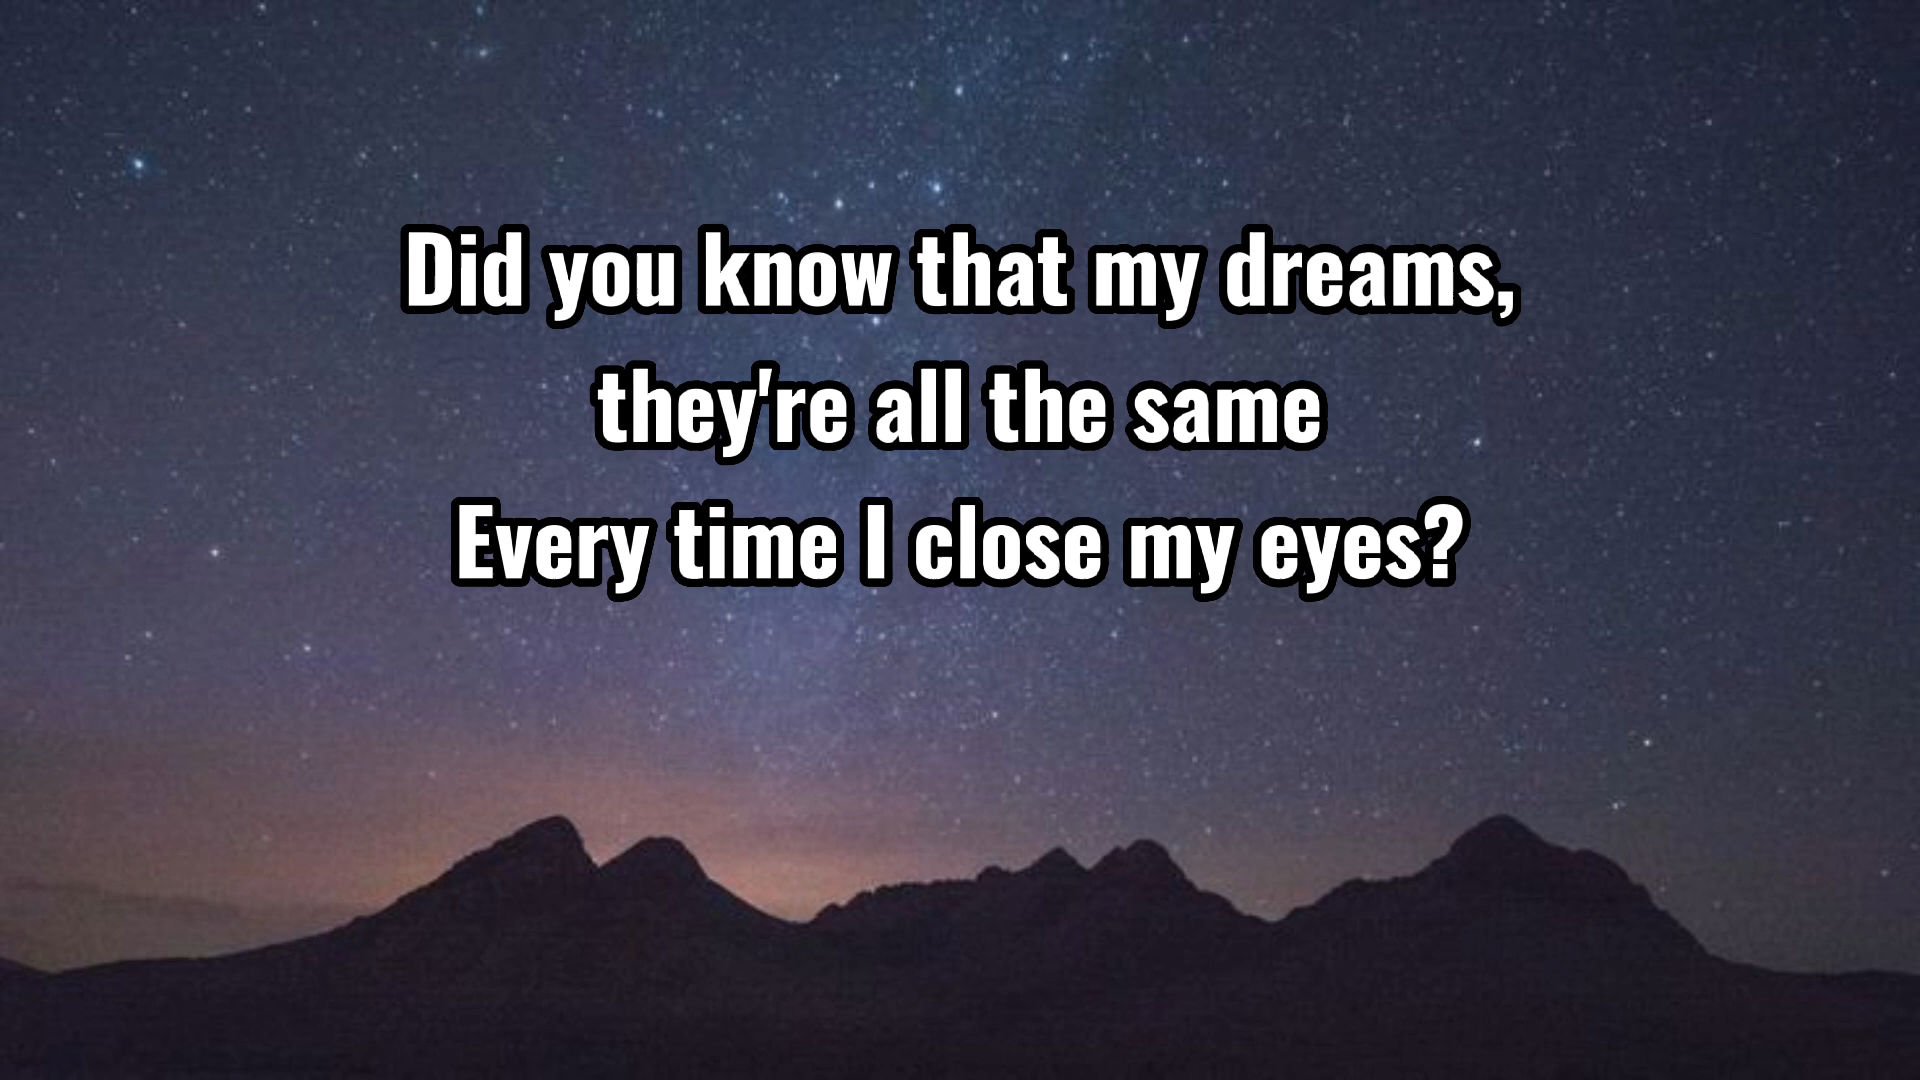 Did you know that my dreams,
they're all the same
Every time I close my eyes?